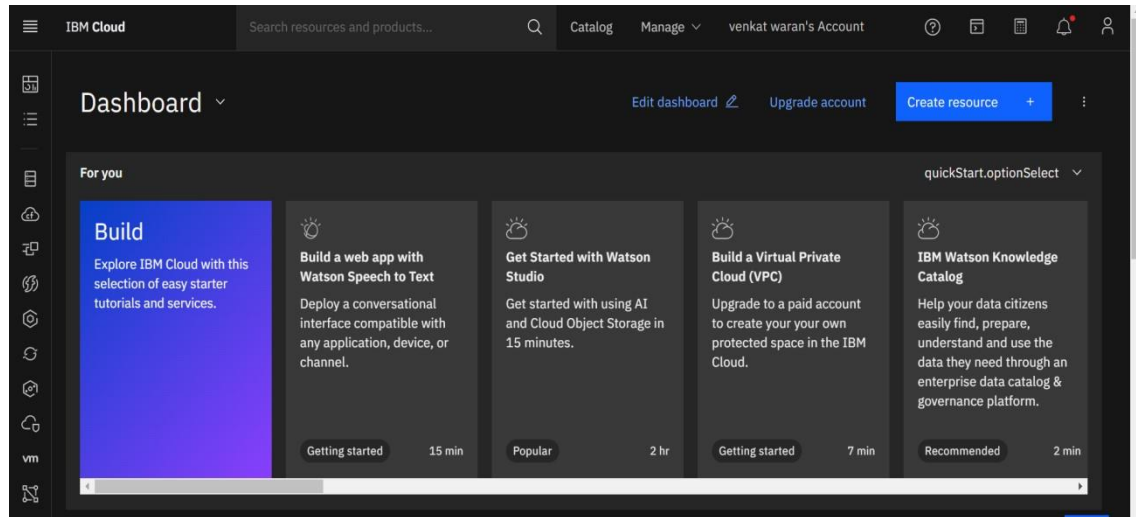 IBM Cloud
Search resources and products...
Catalog
Manage
venkat waran's Account
Dashboard
Edit dashboard
Upgrade account
Create resource +
For you
quickStart.optionSelect
Build
Explore IBM Cloud with this
selection of easy starter
tutorials and services.
Build a web app with
Watson Speech to Text
Deploy a conversational
interface compatible with
any application, device, or
channel.
Getting started
15 min
Get Started with Watson
Studio
Get started with using AI
and Cloud Object Storage in
15 minutes.
Popular
2 hr
Build a Virtual Private
Cloud (VPC)
Upgrade to a paid account
to create your your own
protected space in the IBM
Cloud.
Getting started
7 min
IBM Watson Knowledge
Catalog
Help your data citizens
easily find, prepare,
understand and use the
data they need through an
enterprise data catalog &
governance platform.
Recommended
2 min
vm